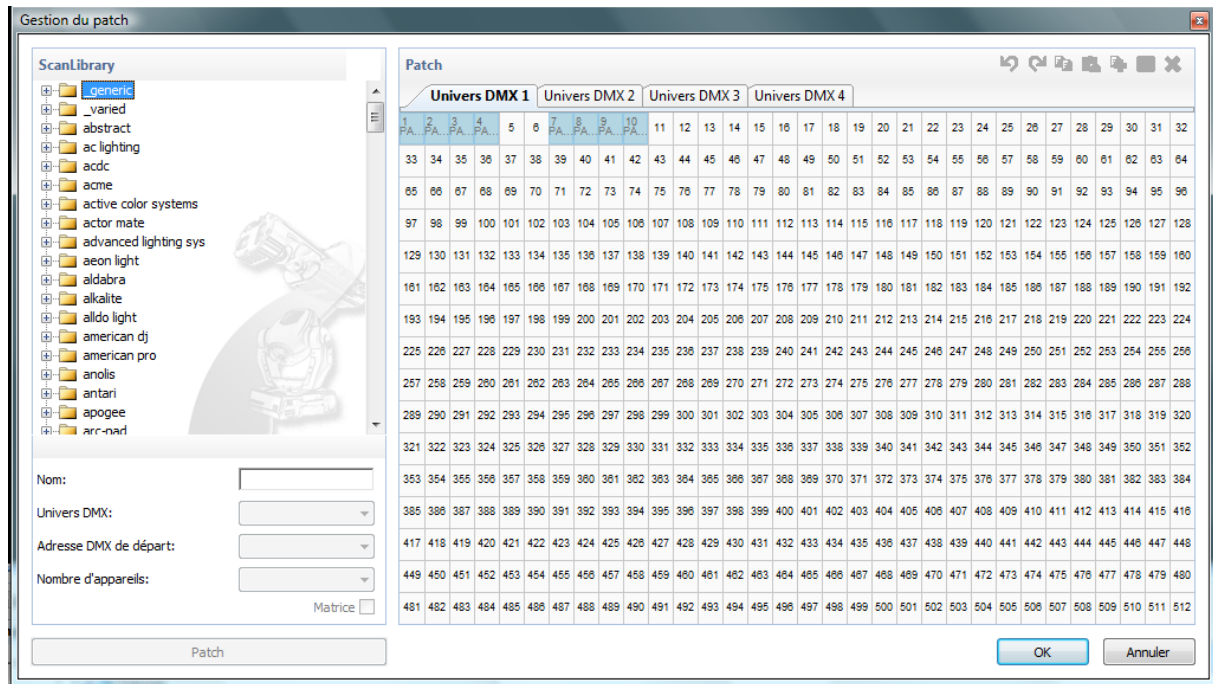 Gestion du patch
ScanLibrary
_generic
_varied
abstract
ac lighting
acdc
acme
active color systems
actor mate
advanced lighting sys
aeon light
aldabra
alkalite
alldo light
american dj
american pro
anolis
antari
apogee
arc-pad
Nom:
Univers DMX:
Adresse DMX de départ:
Nombre d'appareils:
Matrice
Patch
Patch
Univers DMX 1 Univers DMX 2 Univers DMX 3 Univers DMX 4
1 PA... 2 PA... 3 PA... 4 PA... 5 6 7 PA... 8 PA... 9 PA... 10 PA... 11 12 13 14 15 16 17 18 19 20 21 22 23 24 25 26 27 28 29 30 31 32
33 34 35 36 37 38 39 40 41 42 43 44 45 46 47 48 49 50 51 52 53 54 55 56 57 58 59 60 61 62 63 64
65 66 67 68 69 70 71 72 73 74 75 76 77 78 79 80 81 82 83 84 85 86 87 88 89 90 91 92 93 94 95 96
97 98 99 100 101 102 103 104 105 106 107 108 109 110 111 112 113 114 115 116 117 118 119 120 121 122 123 124 125 126 127 128
129 130 131 132 133 134 135 136 137 138 139 140 141 142 143 144 145 146 147 148 149 150 151 152 153 154 155 156 157 158 159 160
161 162 163 164 165 166 167 168 169 170 171 172 173 174 175 176 177 178 179 180 181 182 183 184 185 186 187 188 189 190 191 192
193 194 195 196 197 198 199 200 201 202 203 204 205 206 207 208 209 210 211 212 213 214 215 216 217 218 219 220 221 222 223 224
225 226 227 228 229 230 231 232 233 234 235 236 237 238 239 240 241 242 243 244 245 246 247 248 249 250 251 252 253 254 255 256
257 258 259 260 261 262 263 264 265 266 267 268 269 270 271 272 273 274 275 276 277 278 279 280 281 282 283 284 285 286 287 288
289 290 291 292 293 294 295 296 297 298 299 300 301 302 303 304 305 306 307 308 309 310 311 312 313 314 315 316 317 318 319 320
321 322 323 324 325 326 327 328 329 330 331 332 333 334 335 336 337 338 339 340 341 342 343 344 345 346 347 348 349 350 351 352
353 354 355 356 357 358 359 360 361 362 363 364 365 366 367 368 369 370 371 372 373 374 375 376 377 378 379 380 381 382 383 384
385 386 387 388 389 390 391 392 393 394 395 396 397 398 399 400 401 402 403 404 405 406 407 408 409 410 411 412 413 414 415 416
417 418 419 420 421 422 423 424 425 426 427 428 429 430 431 432 433 434 435 436 437 438 439 440 441 442 443 444 445 446 447 448
449 450 451 452 453 454 455 456 457 458 459 460 461 462 463 464 465 466 467 468 469 470 471 472 473 474 475 476 477 478 479 480
481 482 483 484 485 486 487 488 489 490 491 492 493 494 495 496 497 498 499 500 501 502 503 504 505 506 507 508 509 510 511 512
OK
Annuler